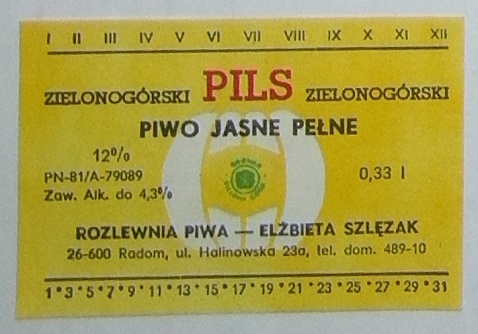 I II III IV V VI VII VIII IX X XI XII
ZIELONOGÓRSKI PILS ZIELONOGÓRSKI
PIWO JASNE PEŁNE
12%
PN-81/A-79089
Zaw. Alk. do 4,3%
0,33 l
ROZLEWNIA PIWA — ELŻBIETA SZLĘZAK
26-600 Radom, ul. Halinowska 23a, tel. dom. 489-10
1•3•5•7•9•11•13•15•17•19•21•23•25•27•29•31